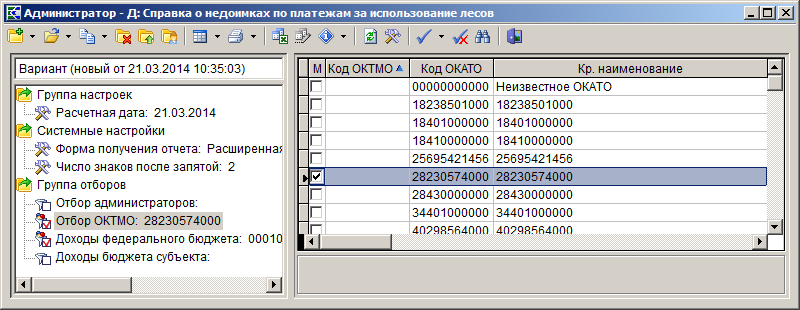 Администратор - Д: Справка о недоимках по платежам за использование лесов
Вариант (новый от 21.03.2014 10:35:03)
Группа настроек
Расчетная дата: 21.03.2014
Системные настройки
Форма получения отчета: Расширенная
Число знаков после запятой: 2
Группа отборов
Отбор администраторов:
Отбор ОКТМО: 28230574000
Доходы федерального бюджета: 00010
Доходы бюджета субъекта:
М Код ОКТМО Код ОКАТО Кр. наименование
00000000000 Неизвестное ОКАТО
18238501000 18238501000
18401000000 18401000000
18410000000 18410000000
25695421456 25695421456
28230574000 28230574000
28430000000 28430000000
34401000000 34401000000
40298564000 40298564000